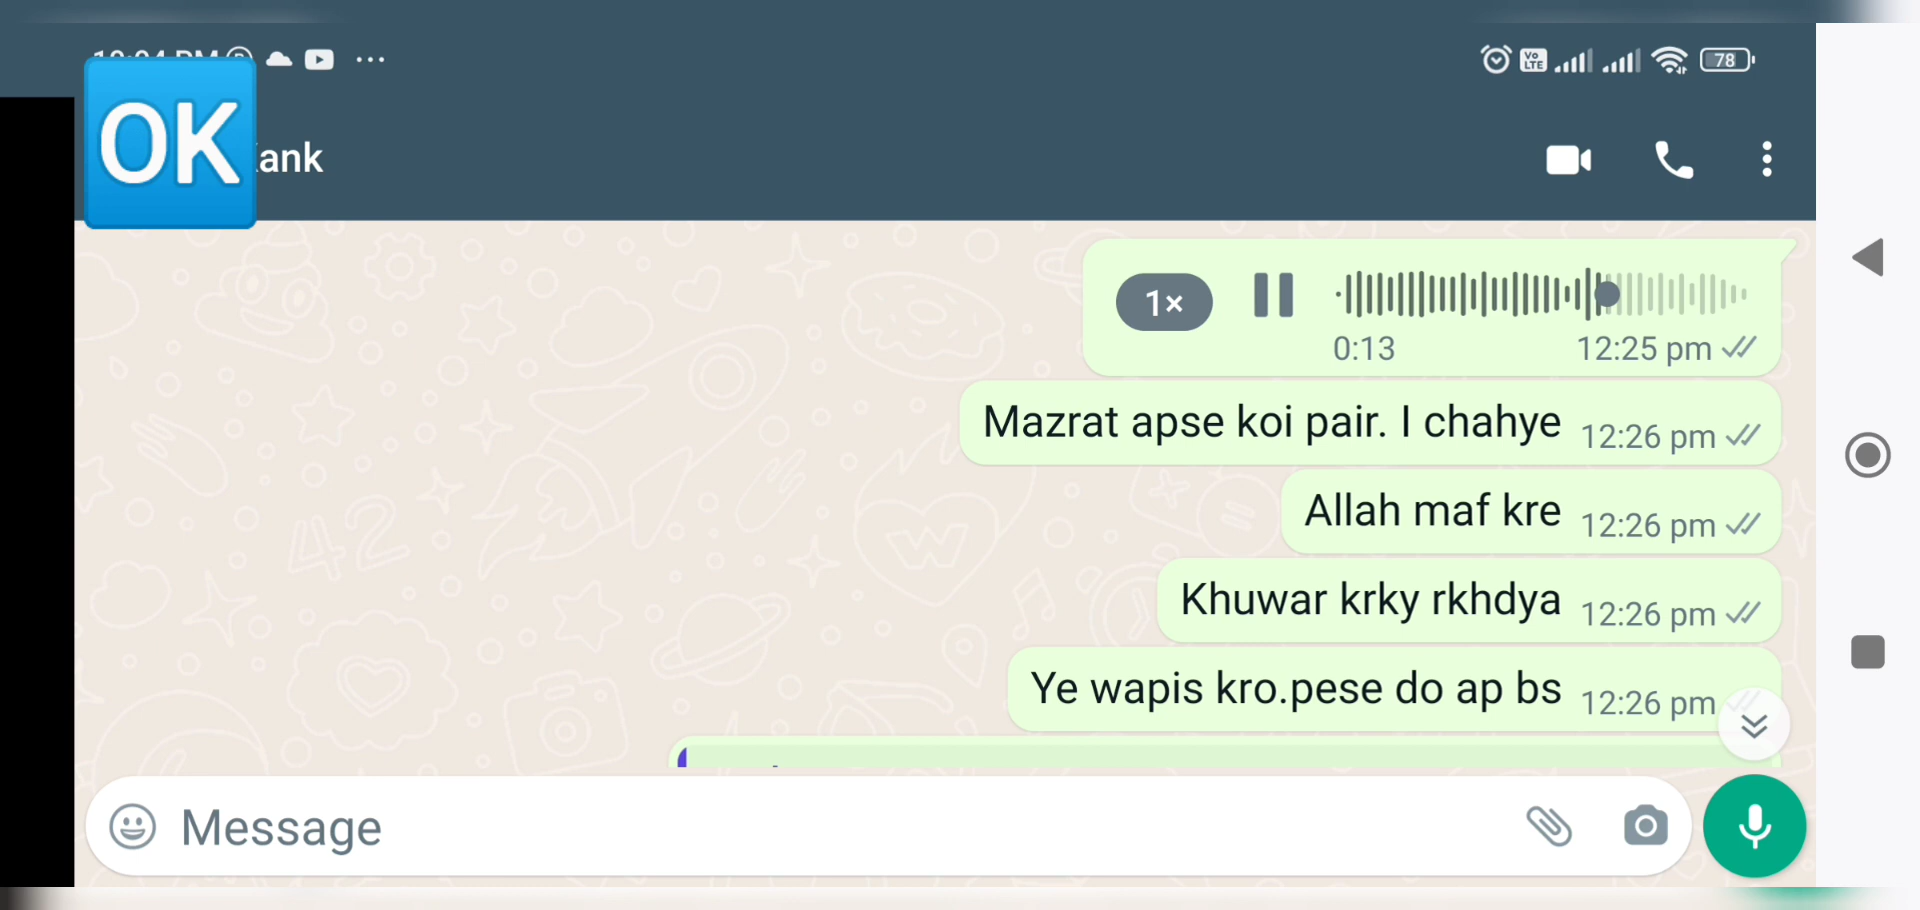 OK
ank
78
1×
0:13
12:25 pm
Mazrat apse koi pair. I chahye 12:26 pm
Allah maf kre 12:26 pm
Khuwar krky rkhdya 12:26 pm
Ye wapis kro.pese do ap bs 12:26 pm
Message